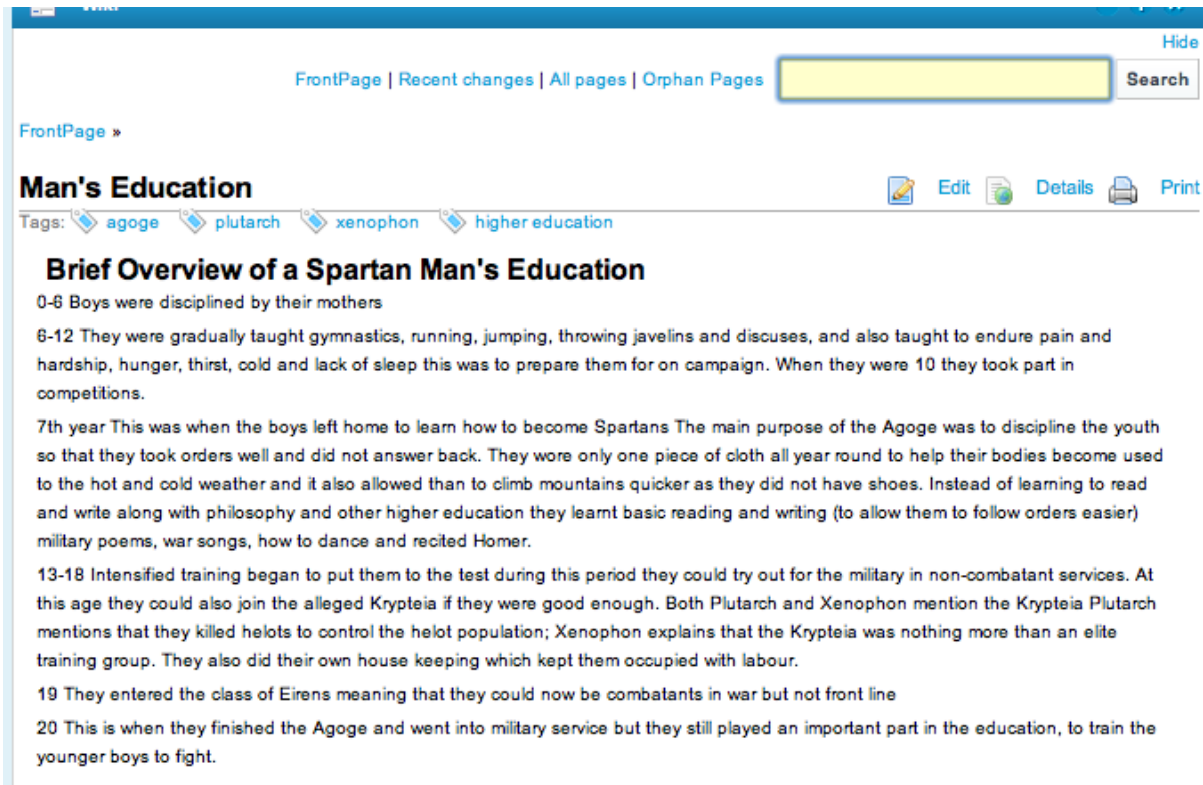 Hide
FrontPage | Recent changes | All pages | Orphan Pages Search
FrontPage »
Man's Education Edit Details Print
Tags: agoge plutarch xenophon higher education
Brief Overview of a Spartan Man's Education
0-6 Boys were disciplined by their mothers
6-12 They were gradually taught gymnastics, running, jumping, throwing javelins and discuses, and also taught to endure pain and
hardship, hunger, thirst, cold and lack of sleep this was to prepare them for on campaign. When they were 10 they took part in
competitions.
7th year This was when the boys left home to learn how to become Spartans The main purpose of the Agoge was to discipline the youth
so that they took orders well and did not answer back. They wore only one piece of cloth all year round to help their bodies become used
to the hot and cold weather and it also allowed than to climb mountains quicker as they did not have shoes. Instead of learning to read
and write along with philosophy and other higher education they learnt basic reading and writing (to allow them to follow orders easier)
military poems, war songs, how to dance and recited Homer.
13-18 Intensified training began to put them to the test during this period they could try out for the military in non-combatant services. At
this age they could also join the alleged Krypteia if they were good enough. Both Plutarch and Xenophon mention the Krypteia Plutarch
mentions that they killed helots to control the helot population; Xenophon explains that the Krypteia was nothing more than an elite
training group. They also did their own house keeping which kept them occupied with labour.
19 They entered the class of Eirens meaning that they could now be combatants in war but not front line
20 This is when they finished the Agoge and went into military service but they still played an important part in the education, to train the
younger boys to fight.